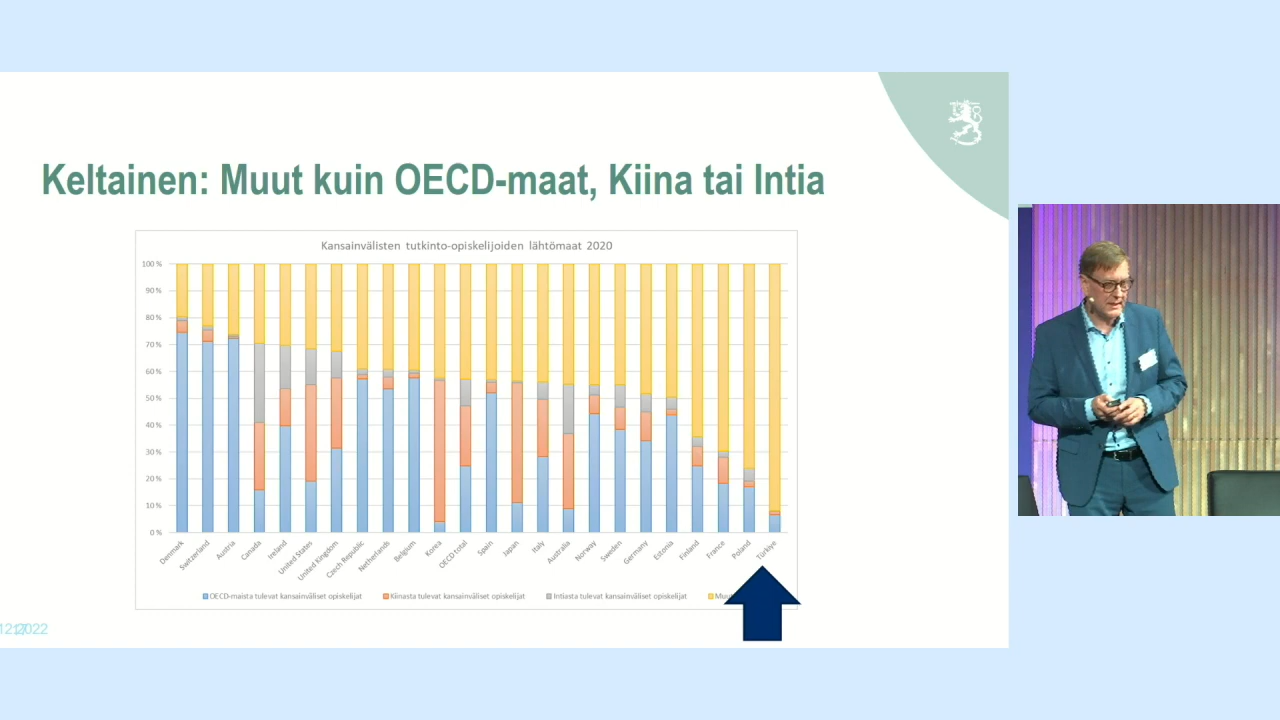 Keltainen: Muut kuin OECD-maat, Kiina tai Intia
Kansainvälisten tutkinto-opiskelijoiden lähtömaat 2020
100 %
90 %
80 %
70 %
60 %
50 %
40 %
30 %
20 %
10 %
0 %
Denmark
Switzerland
Austria
Canada
Ireland
United States
United Kingdom
Czech Republic
Netherlands
Belgium
Korea
OECD total
Spain
Japan
Italy
Australia
Norway
Sweden
Germany
Estonia
Finland
France
Poland
Türkiye
OECD-maista tulevat kansainväliset opiskelijat
Kiinasta tulevat kansainväliset opiskelijat
Intiasta tulevat kansainväliset opiskelijat